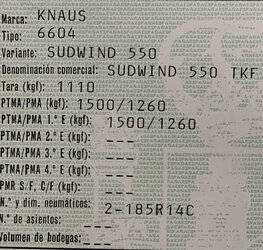 Marca: KNAUS
Tipo: 6604
Variante: SUDWIND 550
Denominación comercial: SUDWIND 550 TKF
Tara (kgf): 1110
PTMA/PMA (kgf): 1500/1260
PTMA/PMA 1.º E (kgf): 1500/1260
PTMA/PMA 2.º E (kgf): ---
PTMA/PMA 3.º E (kgf): ---
PTMA/PMA 4.º E (kgf): ---
PMR S/F, C/F (kgf): ---
N.º y dim. neumáticos: 2-185R14C
N.º de asientos: ---
Volumen de bodegas: ---